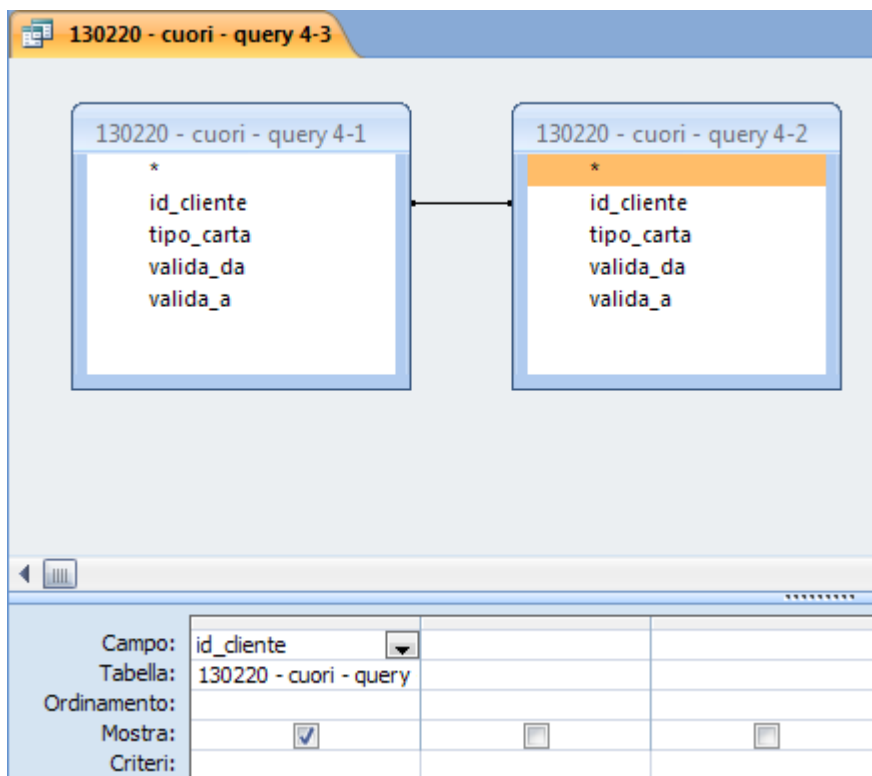 130220 - cuori - query 4-3
130220 - cuori - query 4-1
*
id_cliente
tipo_carta
valida_da
valida_a
130220 - cuori - query 4-2
*
id_cliente
tipo_carta
valida_da
valida_a
Campo: id_cliente
Tabella: 130220 - cuori - query
Ordinamento:
Mostra:
Criteri: